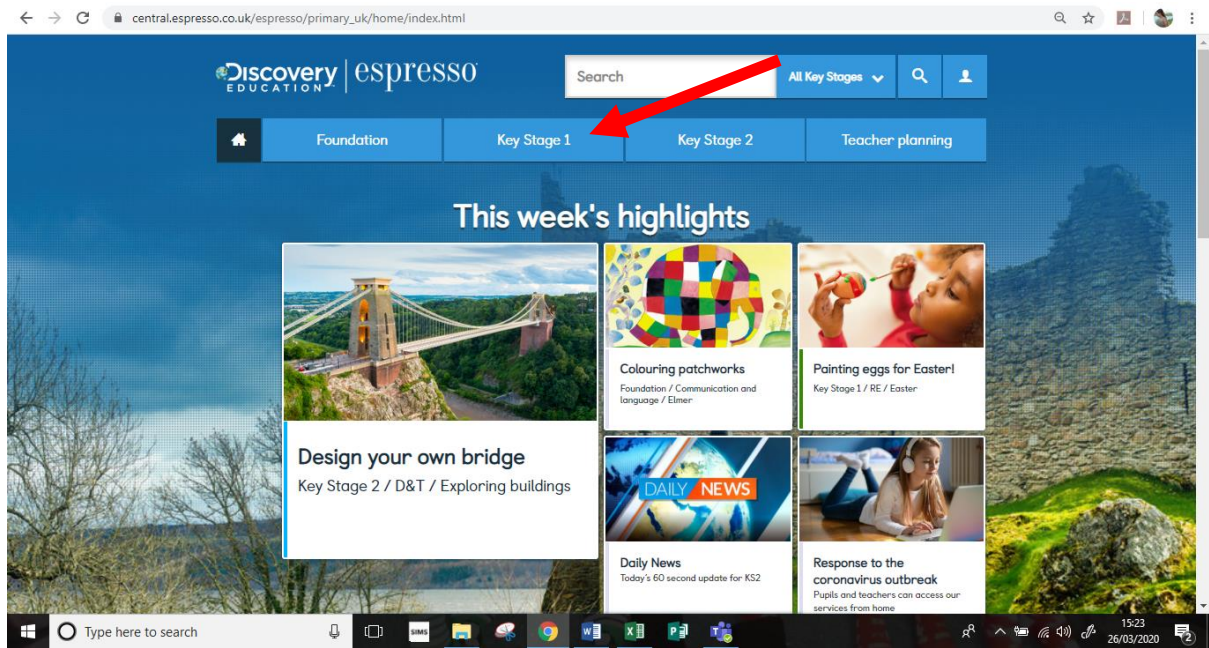 central.espresso.co.uk/espresso/primary_uk/home/index.html
Discovery EDUCATION | espresso
Search
All Key Stages
Foundation
Key Stage 1
Key Stage 2
Teacher planning
This week's highlights
Design your own bridge
Key Stage 2 / D&T / Exploring buildings
Colouring patchworks
Foundation / Communication and
language / Elmer
Painting eggs for Easter!
Key Stage 1 / RE / Easter
DAILY NEWS
Daily News
Today's 60 second update for KS2
Response to the
coronavirus outbreak
Pupils and teachers can access our
services from home
Type here to search
SIMS
15:23
26/03/2020
2